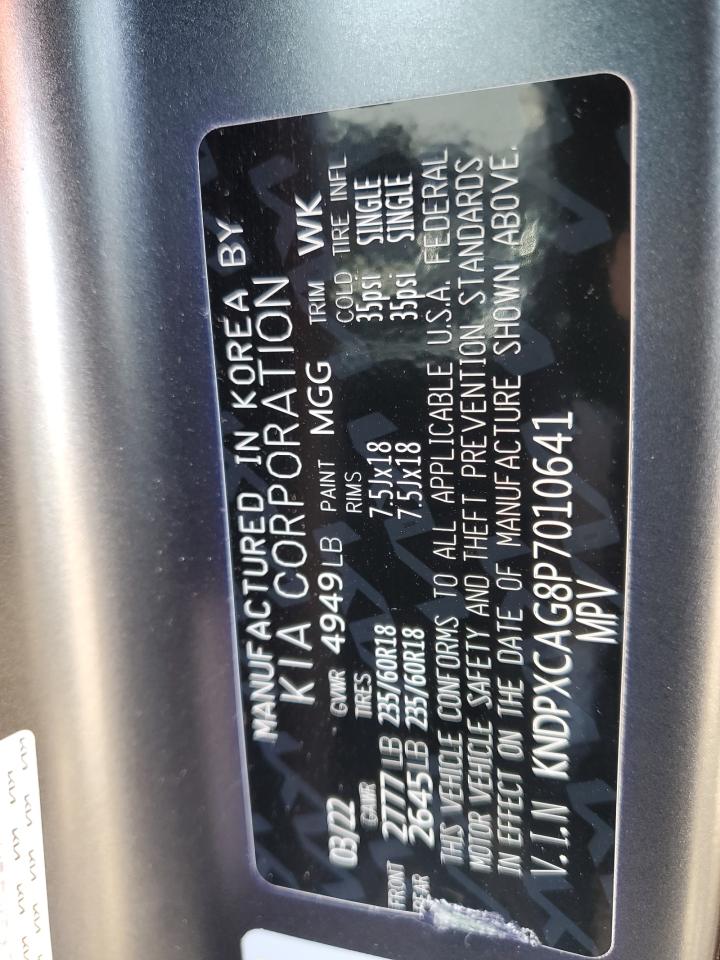 MANUFACTURED IN KOREA BY
KIA CORPORATION
03/22 GVWR 4949LB PAINT MGG TRIM WK
GAWR TIRES RIMS COLD TIRE INFL
FRONT 2777LB 235/60R18 7.5Jx18 35psi SINGLE
REAR 2645LB 235/60R18 7.5Jx18 35psi SINGLE
THIS VEHICLE CONFORMS TO ALL APPLICABLE U.S.A. FEDERAL
MOTOR VEHICLE SAFETY AND THEFT PREVENTION STANDARDS
IN EFFECT ON THE DATE OF MANUFACTURE SHOWN ABOVE.
V.I.N KNDPXCAG8P7010641
MPV